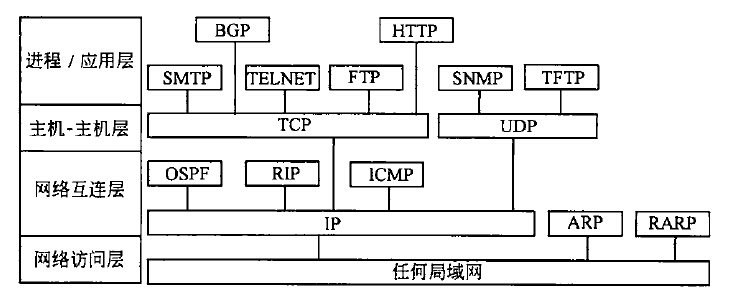 BGP
HTTP
进程 / 应用层
SMTP
TELNET
FTP
SNMP
TFTP
主机-主机层
TCP
UDP
网络互连层
OSPF
RIP
ICMP
IP
ARP
RARP
网络访问层
任何局域网